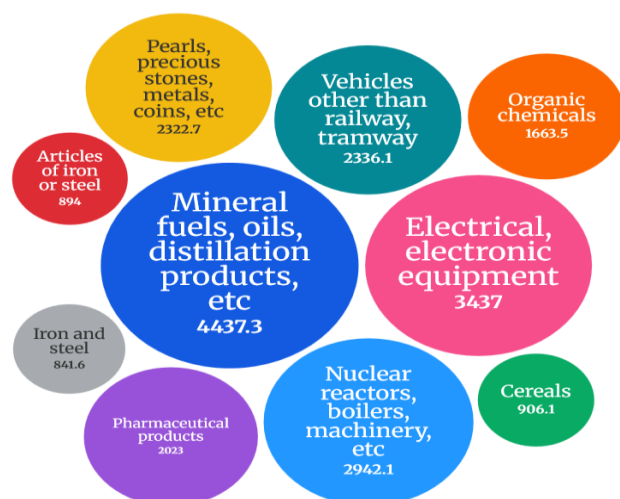 Pearls,
precious
stones,
metals,
coins, etc
2322.7
Vehicles
other than
railway,
tramway
2336.1
Organic
chemicals
1663.5
Articles
of iron
or steel
894
Mineral
fuels, oils,
distillation
products,
etc
4437.3
Electrical,
electronic
equipment
3437
Iron and
steel
841.6
Pharmaceutical
products
2023
Nuclear
reactors,
boilers,
machinery,
etc
2942.1
Cereals
906.1